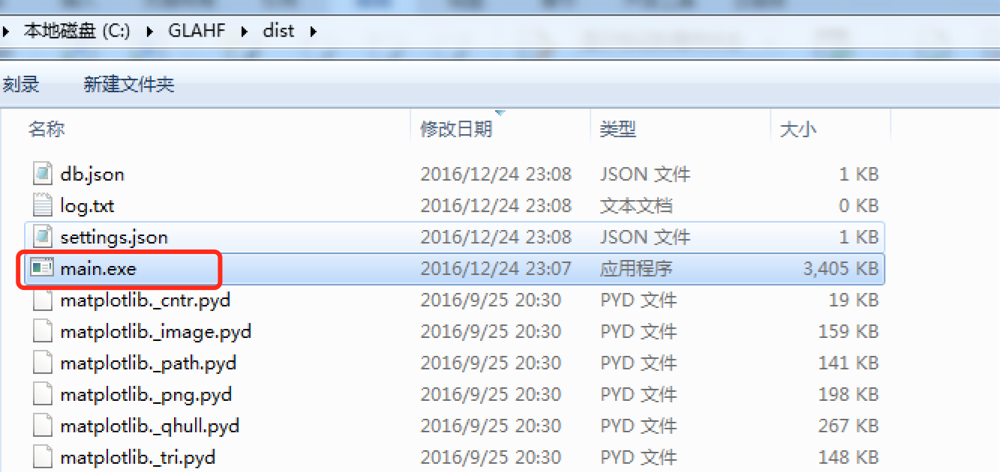 本地磁盘 (C:) GLAHF dist
刻录 新建文件夹
名称 修改日期 类型 大小
db.json 2016/12/24 23:08 JSON 文件 1 KB
log.txt 2016/12/24 23:08 文本文档 0 KB
settings.json 2016/12/24 23:08 JSON 文件 1 KB
main.exe 2016/12/24 23:07 应用程序 3,405 KB
matplotlib._cntr.pyd 2016/9/25 20:30 PYD 文件 19 KB
matplotlib._image.pyd 2016/9/25 20:30 PYD 文件 159 KB
matplotlib._path.pyd 2016/9/25 20:30 PYD 文件 141 KB
matplotlib._png.pyd 2016/9/25 20:30 PYD 文件 198 KB
matplotlib._qhull.pyd 2016/9/25 20:30 PYD 文件 267 KB
matplotlib._tri.pyd 2016/9/25 20:30 PYD 文件 148 KB